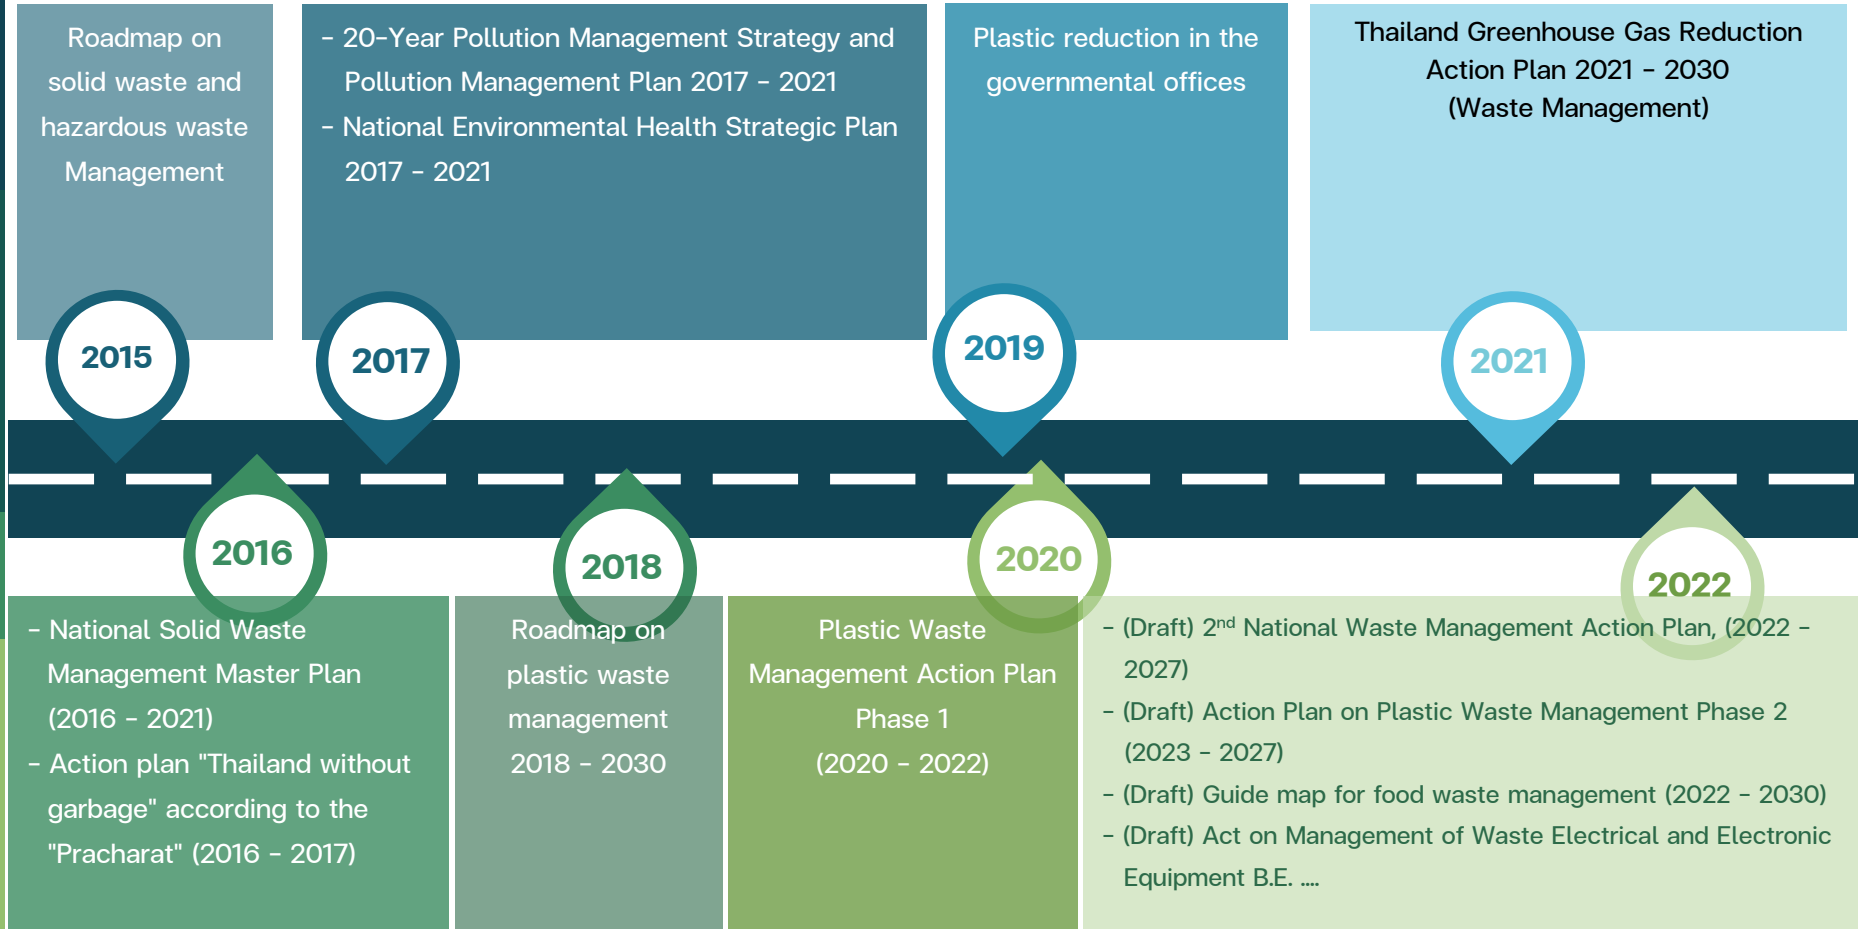 Roadmap on
solid waste and
hazardous waste
Management
2015
- 20-Year Pollution Management Strategy and
Pollution Management Plan 2017 - 2021
- National Environmental Health Strategic Plan
2017 - 2021
2017
Plastic reduction in the
governmental offices
2019
Thailand Greenhouse Gas Reduction
Action Plan 2021 - 2030
(Waste Management)
2021
2016
- National Solid Waste
Management Master Plan
(2016 - 2021)
- Action plan "Thailand without
garbage" according to the
"Pracharat" (2016 - 2017)
2018
Roadmap on
plastic waste
management
2018 - 2030
2020
Plastic Waste
Management Action Plan
Phase 1
(2020 - 2022)
2022
- (Draft) 2nd National Waste Management Action Plan, (2022 -
2027)
- (Draft) Action Plan on Plastic Waste Management Phase 2
(2023 - 2027)
- (Draft) Guide map for food waste management (2022 - 2030)
- (Draft) Act on Management of Waste Electrical and Electronic
Equipment B.E. ....